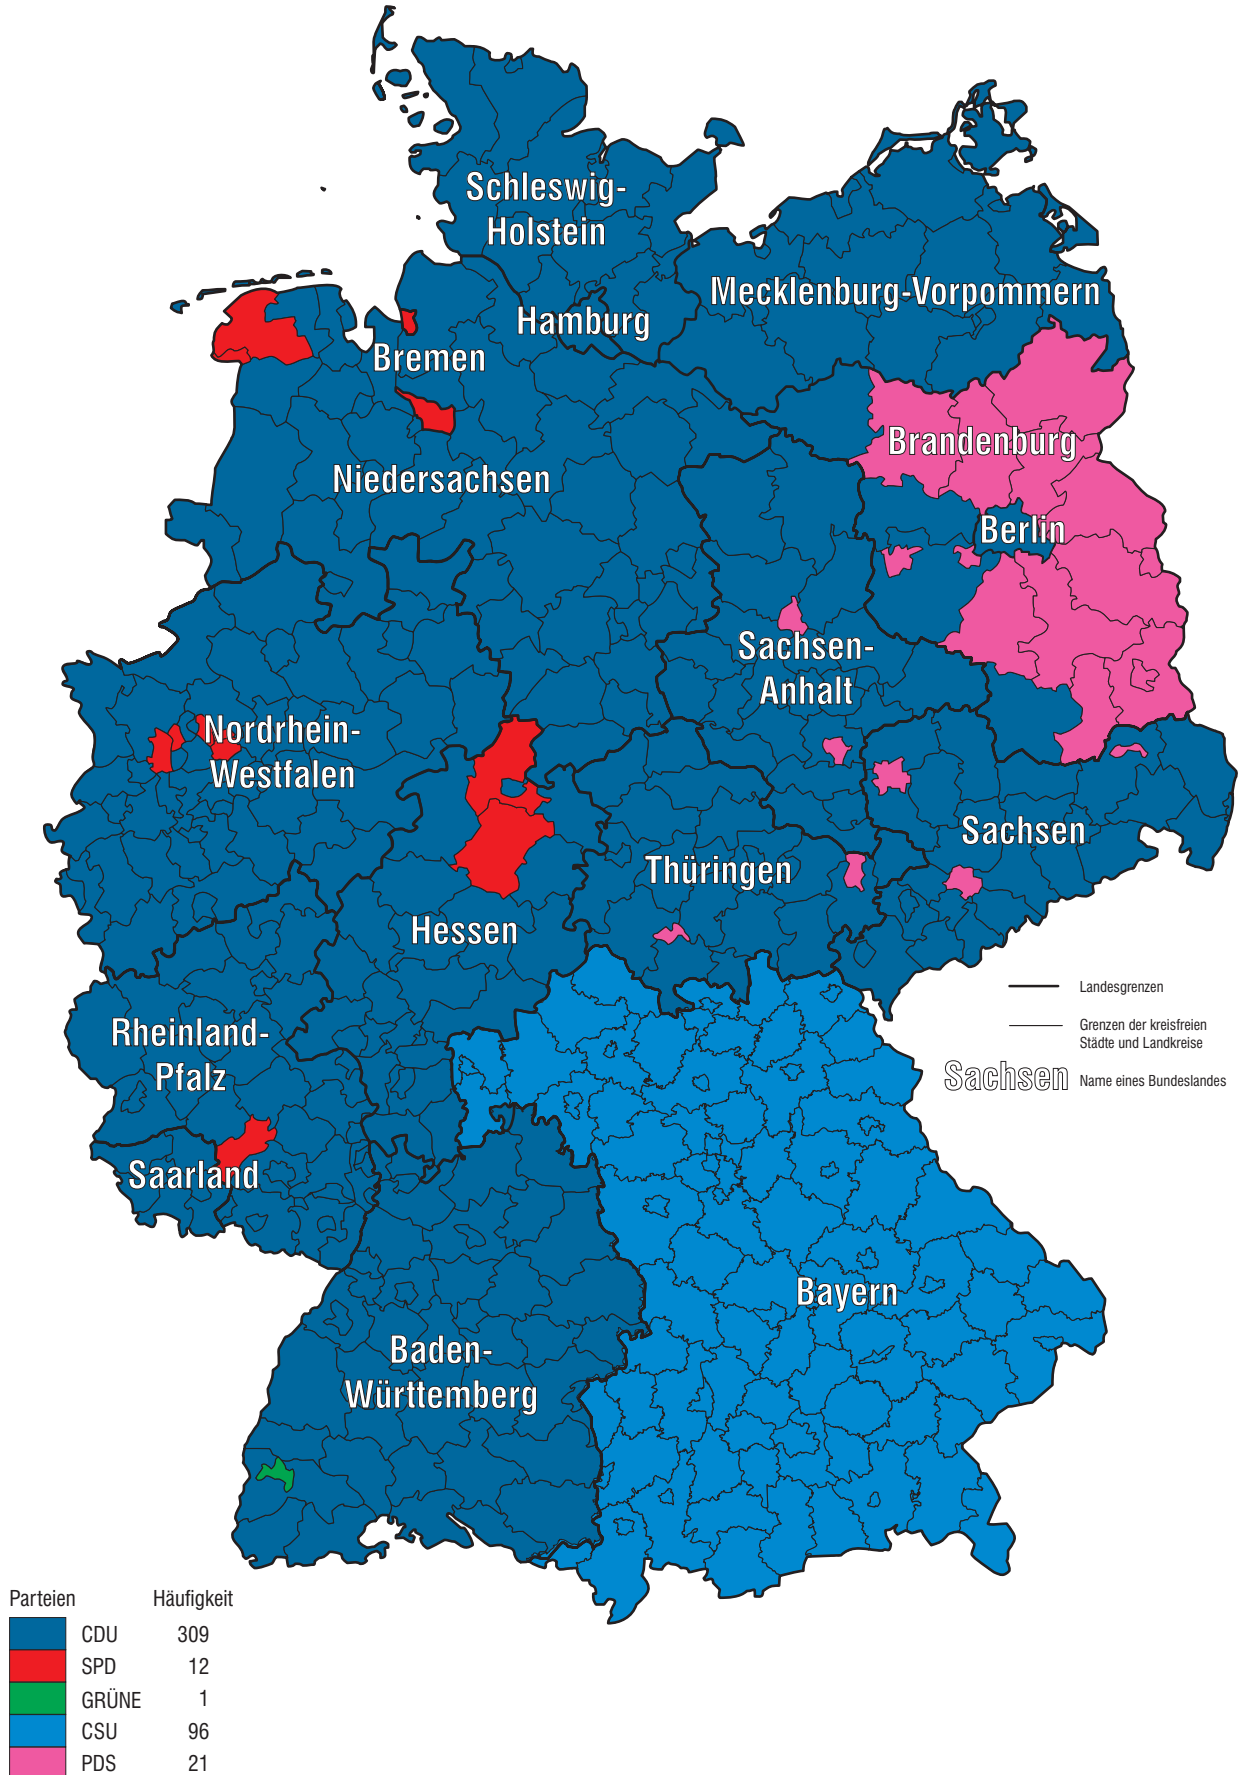 Schleswig-
Holstein
Mecklenburg-Vorpommern
Hamburg
Bremen
Brandenburg
Niedersachsen
Berlin
Sachsen-
Anhalt
Nordrhein-
Westfalen
Sachsen
Thüringen
Hessen
Rheinland-
Pfalz
Saarland
Bayern
Baden-
Württemberg
Landesgrenzen
Grenzen der kreisfreien
Städte und Landkreise
Sachsen Name eines Bundeslandes
Parteien Häufigkeit
CDU 309
SPD 12
GRÜNE 1
CSU 96
PDS 21